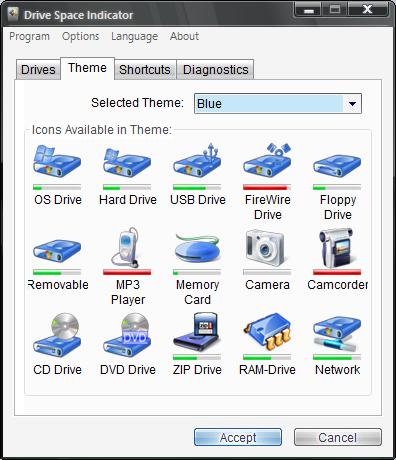 Drive Space Indicator
Program Options Language About
Drives Theme Shortcuts Diagnostics
Selected Theme: Blue
Icons Available in Theme:
OS Drive Hard Drive USB Drive FireWire Drive Floppy Drive
Removable MP3 Player Memory Card Camera Camcorder
DVD
ZIP
CD Drive DVD Drive ZIP Drive RAM-Drive Network
Accept Cancel